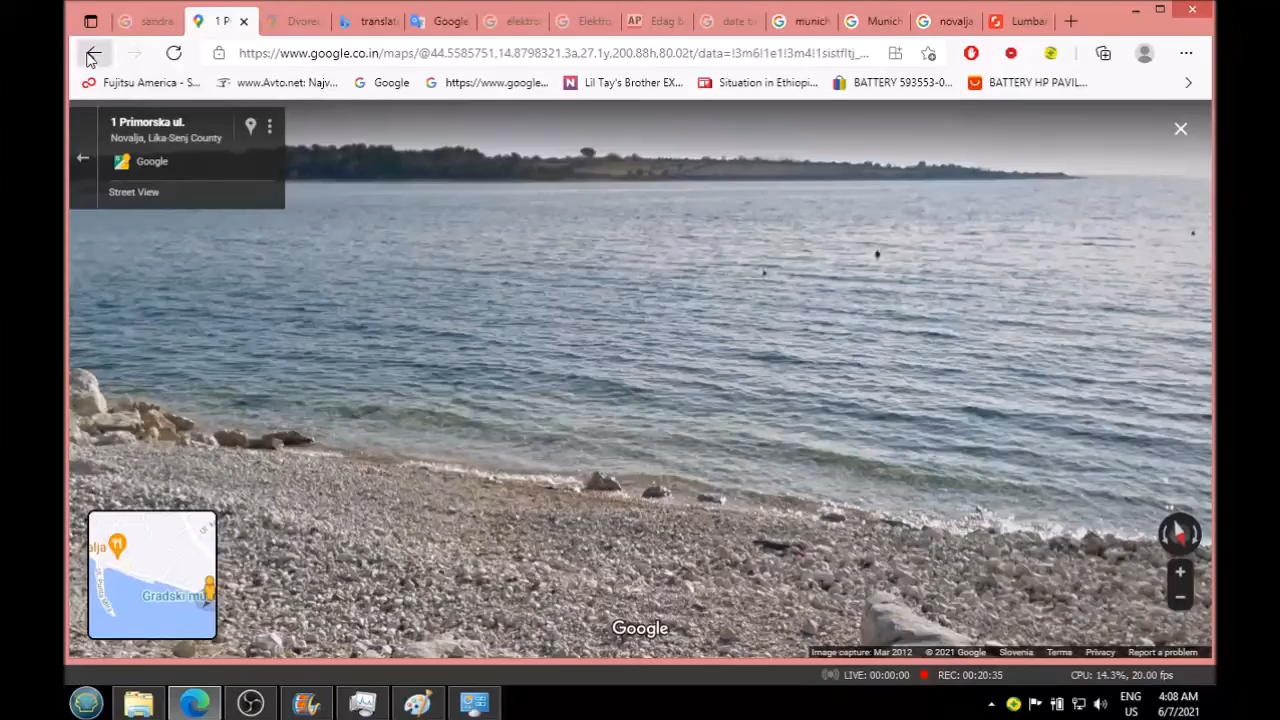 sandra
1 P
Dvorec
translat
Google
elektro
Elektro
Edag b
date b
munich
Munich
novalja
Lumba
https://www.google.co.in/maps/@44.5585751,14.8798321,3a,27.1y,200.88h,80.02t/data=!3m6!1e1!3m4!1sistfltj_...
Fujitsu America - S...
www.Avto.net: Najv...
Google
https://www.google...
Lil Tay's Brother EX...
Situation in Ethiopi...
BATTERY 593553-0...
BATTERY HP PAVIL...
1 Primorska ul.
Novalja, Lika-Senj County
Google
Street View
alja
Gradski mu
Google
Image capture: Mar 2012 © 2021 Google Slovenia Terms Privacy Report a problem
LIVE: 00:00:00 REC: 00:20:35 CPU: 14.3%, 20.00 fps
ENG 4:08 AM
US 6/7/2021